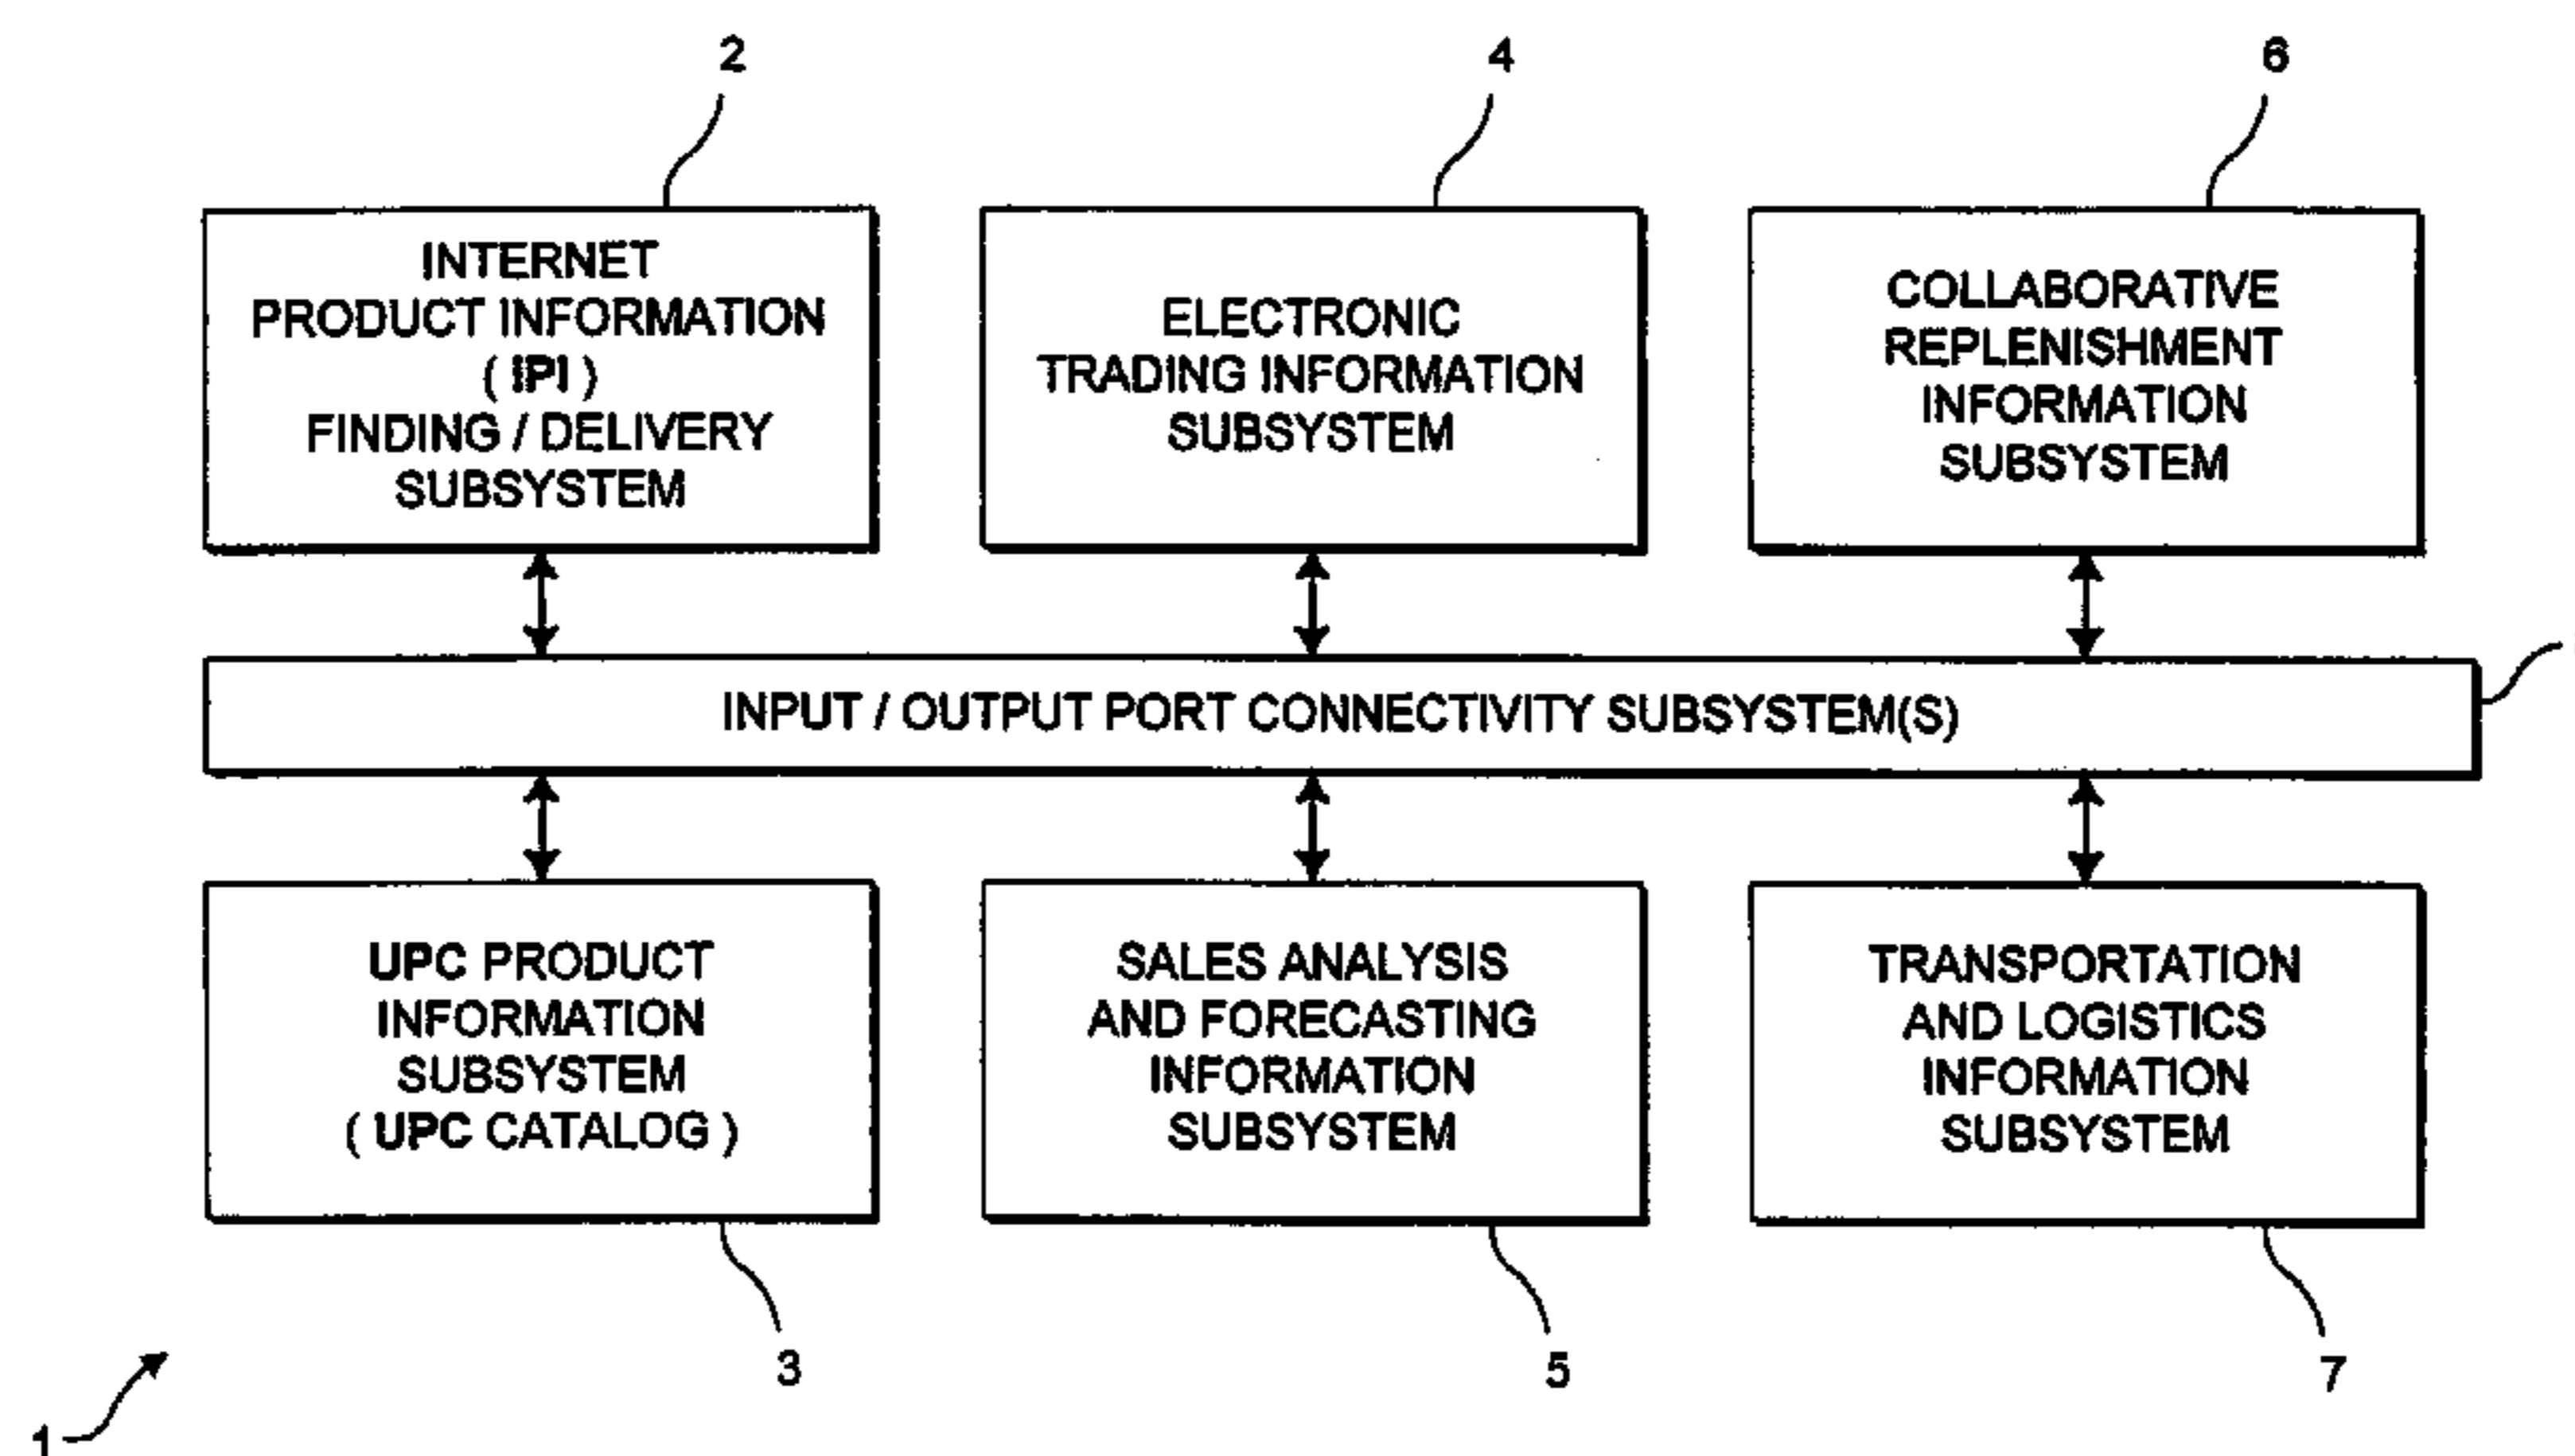 2
4
6
INTERNET
PRODUCT INFORMATION
( IPI )
FINDING / DELIVERY
SUBSYSTEM
ELECTRONIC
TRADING INFORMATION
SUBSYSTEM
COLLABORATIVE
REPLENISHMENT
INFORMATION
SUBSYSTEM
INPUT / OUTPUT PORT CONNECTIVITY SUBSYSTEM(S)
UPC PRODUCT
INFORMATION
SUBSYSTEM
( UPC CATALOG )
SALES ANALYSIS
AND FORECASTING
INFORMATION
SUBSYSTEM
TRANSPORTATION
AND LOGISTICS
INFORMATION
SUBSYSTEM
3
5
7
1